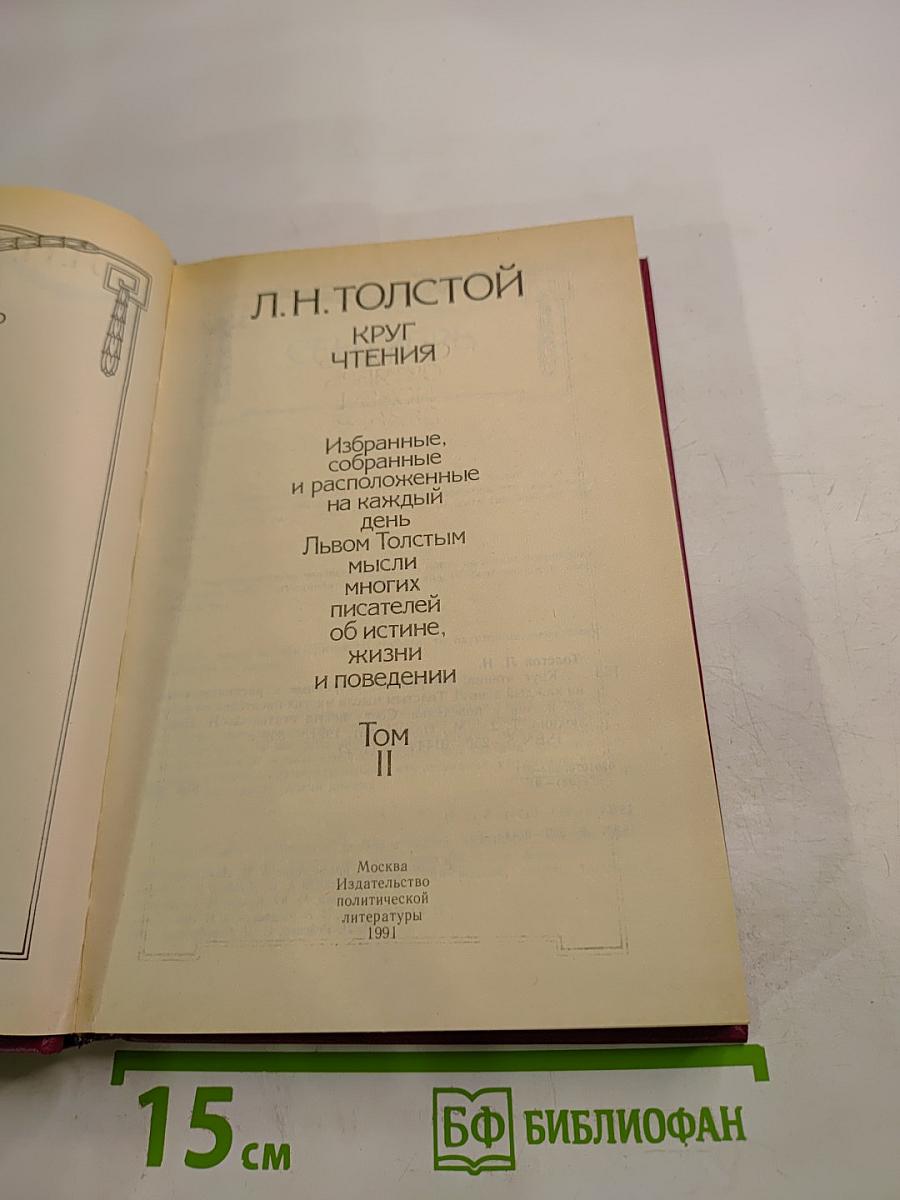 Л. Н. ТОЛСТОЙ
КРУГ
ЧТЕНИЯ
Избранные,
собранные
и расположенные
на каждый
день
Львом Толстым
мысли
многих
писателей
об истине,
жизни
и поведении
Том
II
Москва
Издательство
политической
литературы
1991
15 см
БФ БИБЛИОФАН